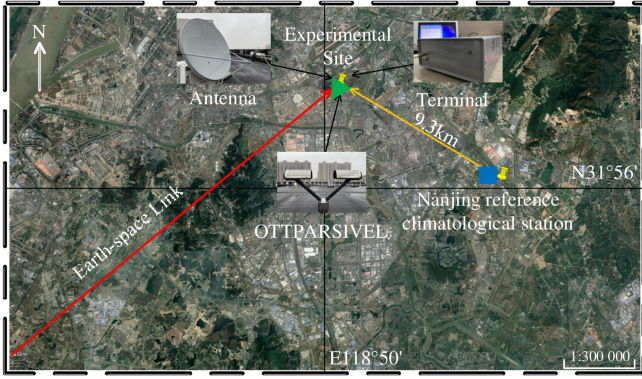 N
Experimental
Site
Antenna
Terminal
9.3km
N31°56'
Nanjing reference
climatological station
OTTPARSIVEL
Earth-space Link
E118°50'
1:300 000